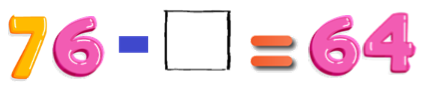 76 - □ = 64